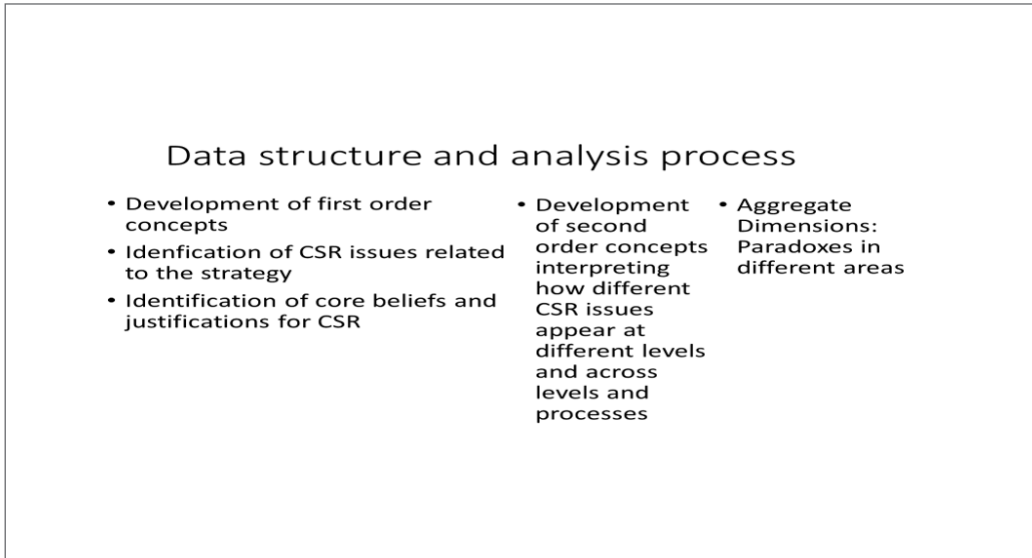 Data structure and analysis process
• Development of first order
concepts
• Idenfication of CSR issues related
to the strategy
• Identification of core beliefs and
justifications for CSR
• Development
of second
order concepts
interpreting
how different
CSR issues
appear at
different levels
and across
levels and
processes
• Aggregate
Dimensions:
Paradoxes in
different areas